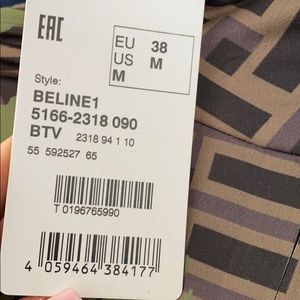 EAC
EU 38
US M
M
Style:
BELINE1
5166-2318 090
BTV 2318 94 1 10
55 592527 65
T 0196765990
4 059464 384177